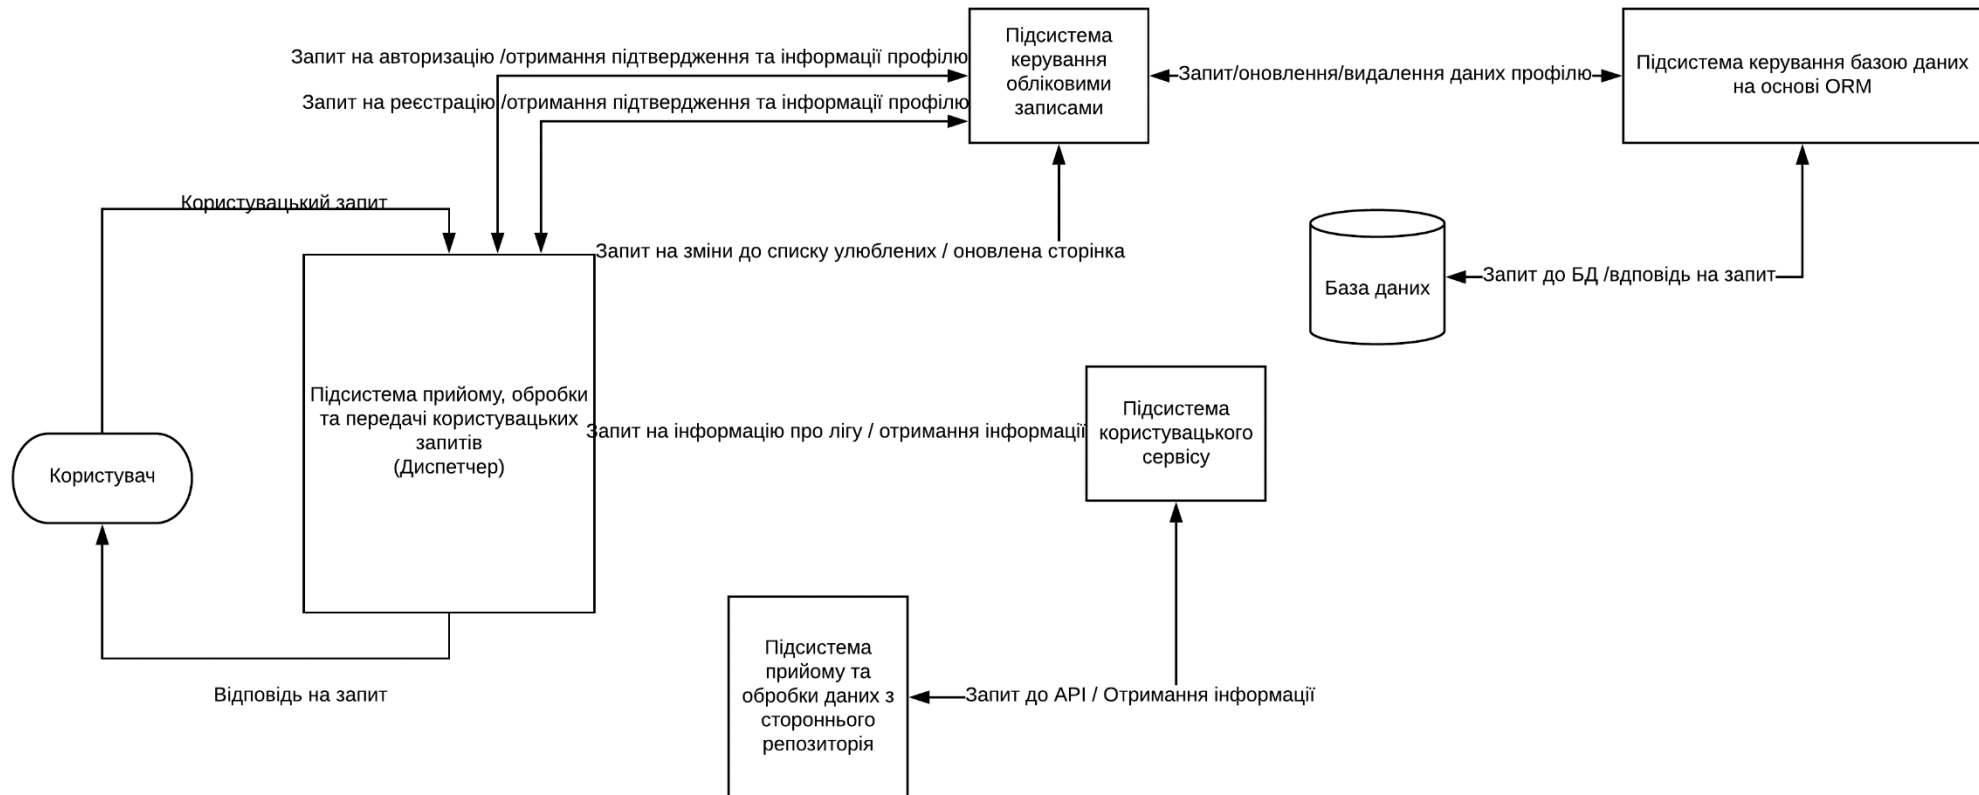 Запит на авторизацію /отримання підтвердження та інформації профілю
Запит на реєстрацію /отримання підтвердження та інформації профілю
Підсистема
керування
обліковими
записами
Запит/оновлення/видалення даних профілю
Підсистема керування базою даних
на основі ORM
Користувацький запит
Запит на зміни до списку улюблених / оновлена сторінка
База даних
Запит до БД /вдповідь на запит
Підсистема прийому, обробки
та передачі користувацьких
запитів
(Диспетчер)
Запит на інформацію про лігу / отримання інформації
Підсистема
користувацького
сервісу
Користувач
Відповідь на запит
Підсистема
прийому та
обробки даних з
стороннього
репозиторія
Запит до API / Отримання інформації